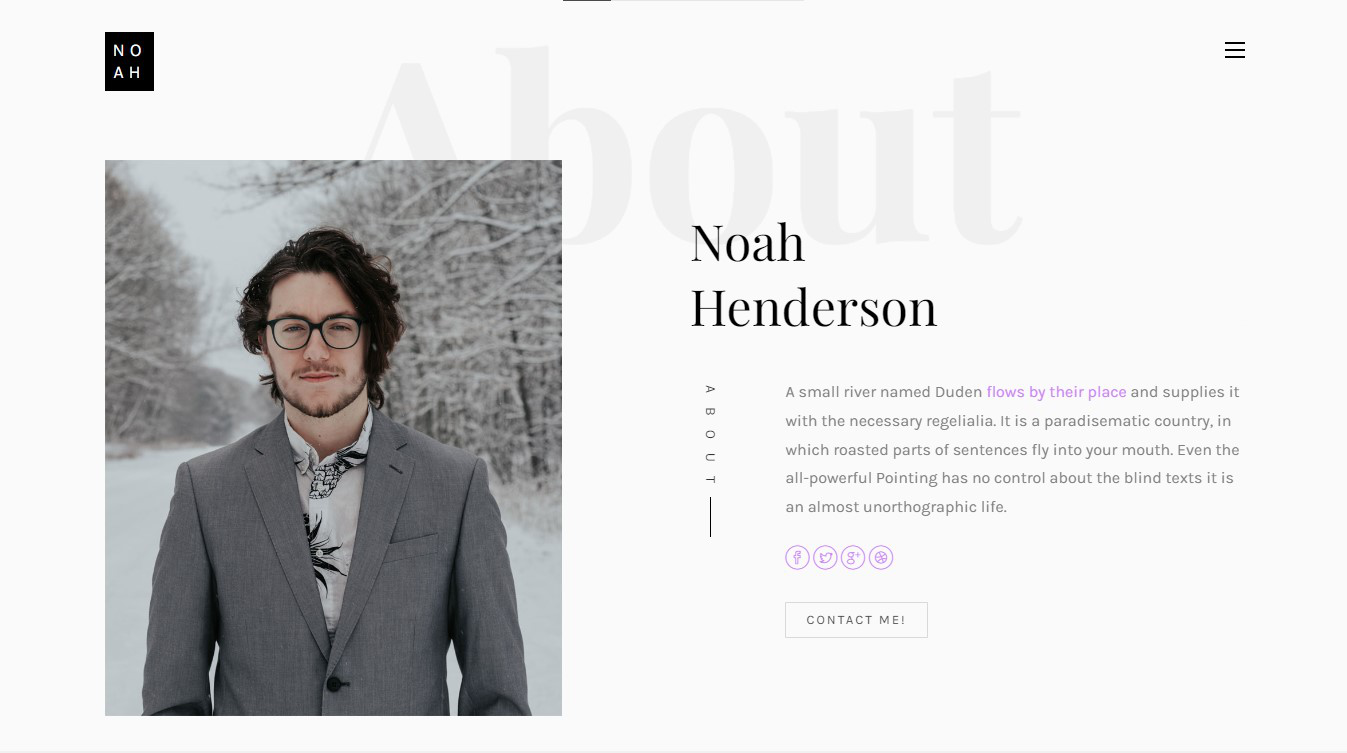 NO
AH
About
Noah
Henderson
ABOUT
A small river named Duden flows by their place and supplies it
with the necessary regelialia. It is a paradisematic country, in
which roasted parts of sentences fly into your mouth. Even the
all-powerful Pointing has no control about the blind texts it is
an almost unorthographic life.
CONTACT ME!